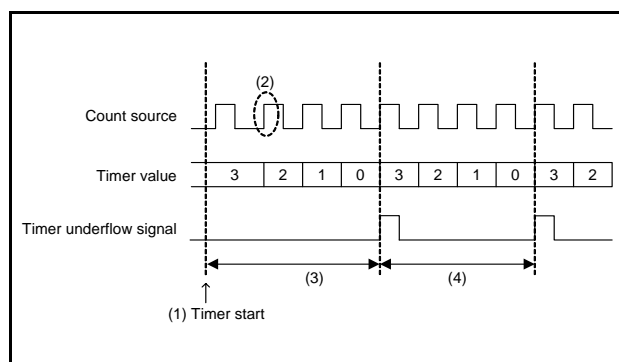 (2)
Count source
Timer value 3 2 1 0 3 2 1 0 3 2
Timer underflow signal
(3) (4)
(1) Timer start